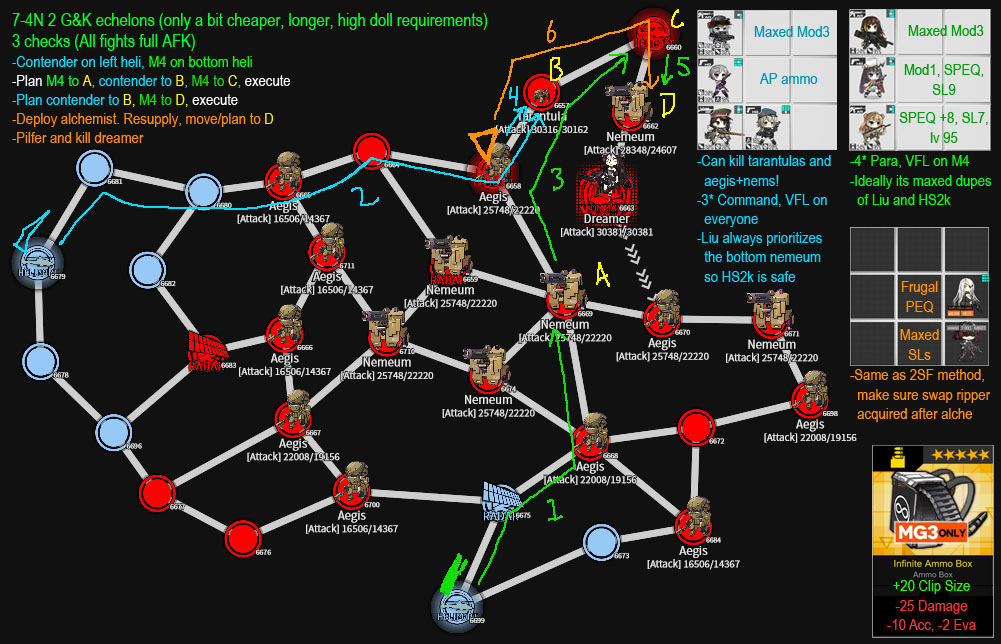 7-4N 2 G&K echelons (only a bit cheaper, longer, high doll requirements)
3 checks (All fights full AFK)
-Contender on left heli, M4 on bottom heli
-Plan M4 to A, contender to B, M4 to C, execute
-Plan contender to B, M4 to D, execute
-Deploy alchemist. Resupply, move/plan to D
-Pilfer and kill dreamer
6
C
6660
B
4
5
D
6657
Tarantula
[Attack] 30316/30162
6662
Nemeum
[Attack] 28348/24607
6681
6680
Aegis
[Attack] 16506/14367
2
6658
Aegis
[Attack] 25748/22220
3
6663
Dreamer
[Attack] 30381/30381
1
6679
6682
6711
Aegis
[Attack] 16506/14367
RADAR
6655
Nemeum
[Attack] 25748/22220
A
6669
Nemeum
[Attack] 25748/22220
6670
Aegis
[Attack] 25748/22220
6671
Nemeum
[Attack] 25748/22220
6678
RADAR
6683
6666
Aegis
[Attack] 16506/14367
6710
Nemeum
[Attack] 25748/22220
6674
Nemeum
[Attack] 25748/22220
6698
Aegis
[Attack] 22008/19156
6696
6667
Aegis
[Attack] 22008/19156
6668
Aegis
[Attack] 22008/19156
6672
6700
Aegis
[Attack] 16506/14367
RADAR
6675
1
6676
6673
6684
Aegis
[Attack] 16506/14367
6699
Maxed Mod3
AP ammo
-Can kill tarantulas and
aegis+nems!
-3* Command, VFL on
everyone
-Liu always prioritizes
the bottom nemeum
so HS2k is safe
Maxed Mod3
Mod1, SPEQ,
SL9
SPEQ +8, SL7,
lv 95
-4* Para, VFL on M4
-Ideally its maxed dupes
of Liu and HS2k
Frugal
PEQ
Maxed
SLs
-Same as 2SF method,
make sure swap ripper
acquired after alche
MG3ONLY
Infinite Ammo Box
Ammo Box
+20 Clip Size
-25 Damage
-10 Acc, -2 Eva